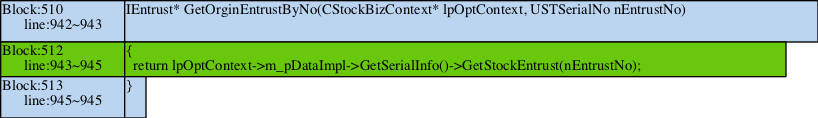 Block:510 IEntrust* GetOrginEntrustByNo(CStockBizContext* lpOptContext, USTSerialNo nEntrustNo)
line:942~943
Block:512 {
line:943~945 return lpOptContext->m_pDataImpl->GetSerialInfo()->GetStockEntrust(nEntrustNo);
Block:513 }
line:945~945